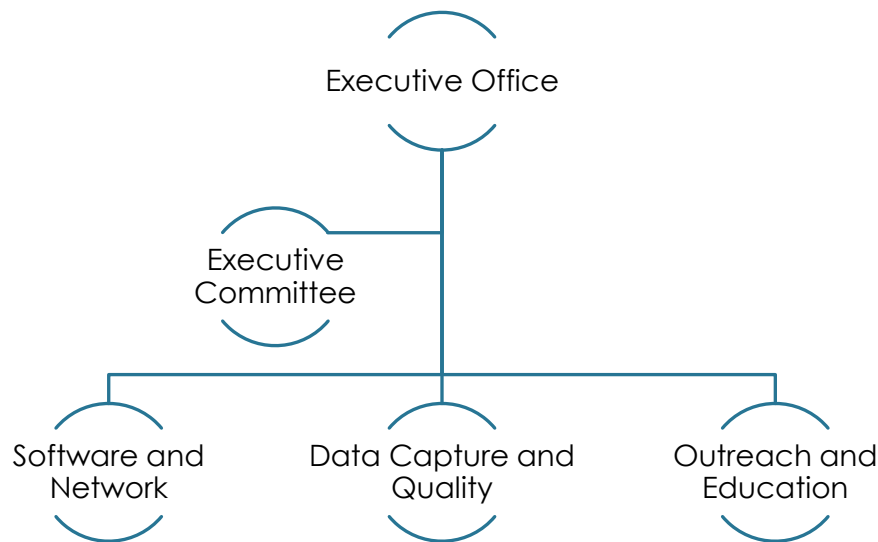 Executive Office
Executive
Committee
Software and
Network
Data Capture and
Quality
Outreach and
Education